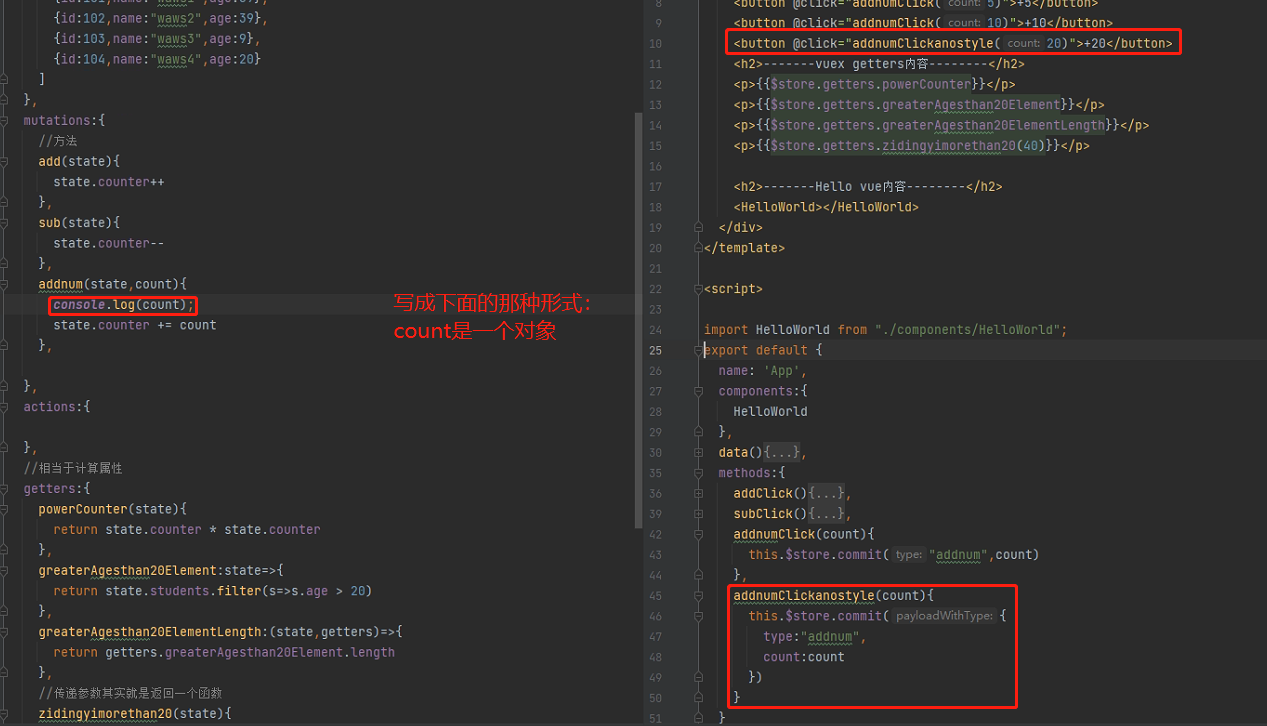 {id:102,name:"waws2",age:39},
{id:103,name:"waws3",age:9},
{id:104,name:"waws4",age:20}
]
},
mutations:{
//方法
add(state){
state.counter++
},
sub(state){
state.counter--
},
addnum(state,count){
console.log(count);
state.counter += count
},
},
actions:{
},
//相当于计算属性
getters:{
powerCounter(state){
return state.counter * state.counter
},
greaterAgesthan20Element:state=>{
return state.students.filter(s=>s.age > 20)
},
greaterAgesthan20ElementLength:(state,getters)=>{
return getters.greaterAgesthan20Element.length
},
//传递参数其实就是返回一个函数
zidingyimorethan20(state){
写成下面的那种形式：
count是一个对象
8 <button @click="addnumClick( count: 5)">+5</button>
9 <button @click="addnumClick( count: 10)">+10</button>
10 <button @click="addnumClickanostyle( count: 20)">+20</button>
11 <h2>-------vuex getters内容--------</h2>
12 <p>{{$store.getters.powerCounter}}</p>
13 <p>{{$store.getters.greaterAgesthan20Element}}</p>
14 <p>{{$store.getters.greaterAgesthan20ElementLength}}</p>
15 <p>{{$store.getters.zidingyimorethan20(40)}}</p>
16
17 <h2>-------Hello vue内容--------</h2>
18 <HelloWorld></HelloWorld>
19 </div>
20 </template>
21
22 <script>
23
24 import HelloWorld from "./components/HelloWorld";
25 export default {
26 name: 'App',
27 components:{
28 HelloWorld
29 },
30 data(){...},
35 methods:{
36 addClick(){...},
39 subClick(){...},
42 addnumClick(count){
43 this.$store.commit( type: "addnum",count)
44 },
45 addnumClickanostyle(count){
46 this.$store.commit( payloadWithType: {
47 type:"addnum",
48 count:count
49 })
50 }
51 }